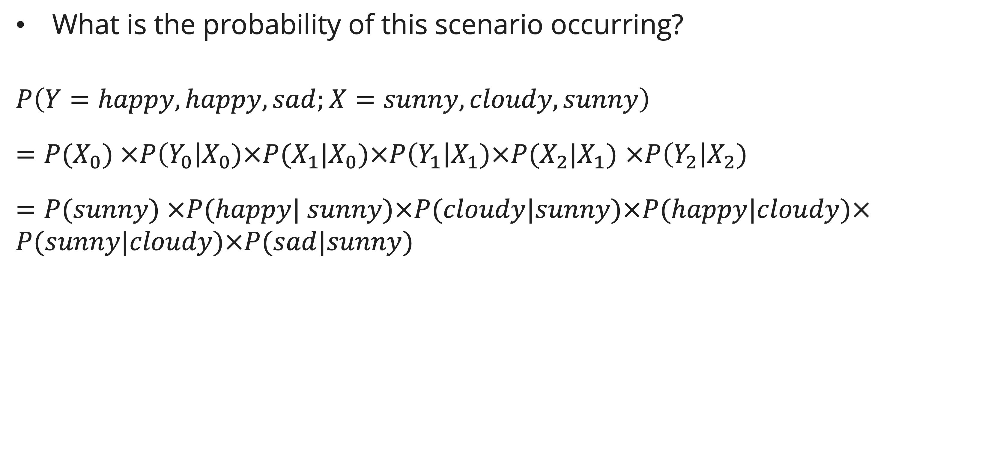 • What is the probability of this scenario occurring?
P(Y = happy, happy, sad; X = sunny, cloudy, sunny)
= P(X₀) ×P(Y₀|X₀)×P(X₁|X₀)×P(Y₁|X₁)×P(X₂|X₁) ×P(Y₂|X₂)
= P(sunny) ×P(happy| sunny)×P(cloudy|sunny)×P(happy|cloudy)×
P(sunny|cloudy)×P(sad|sunny)